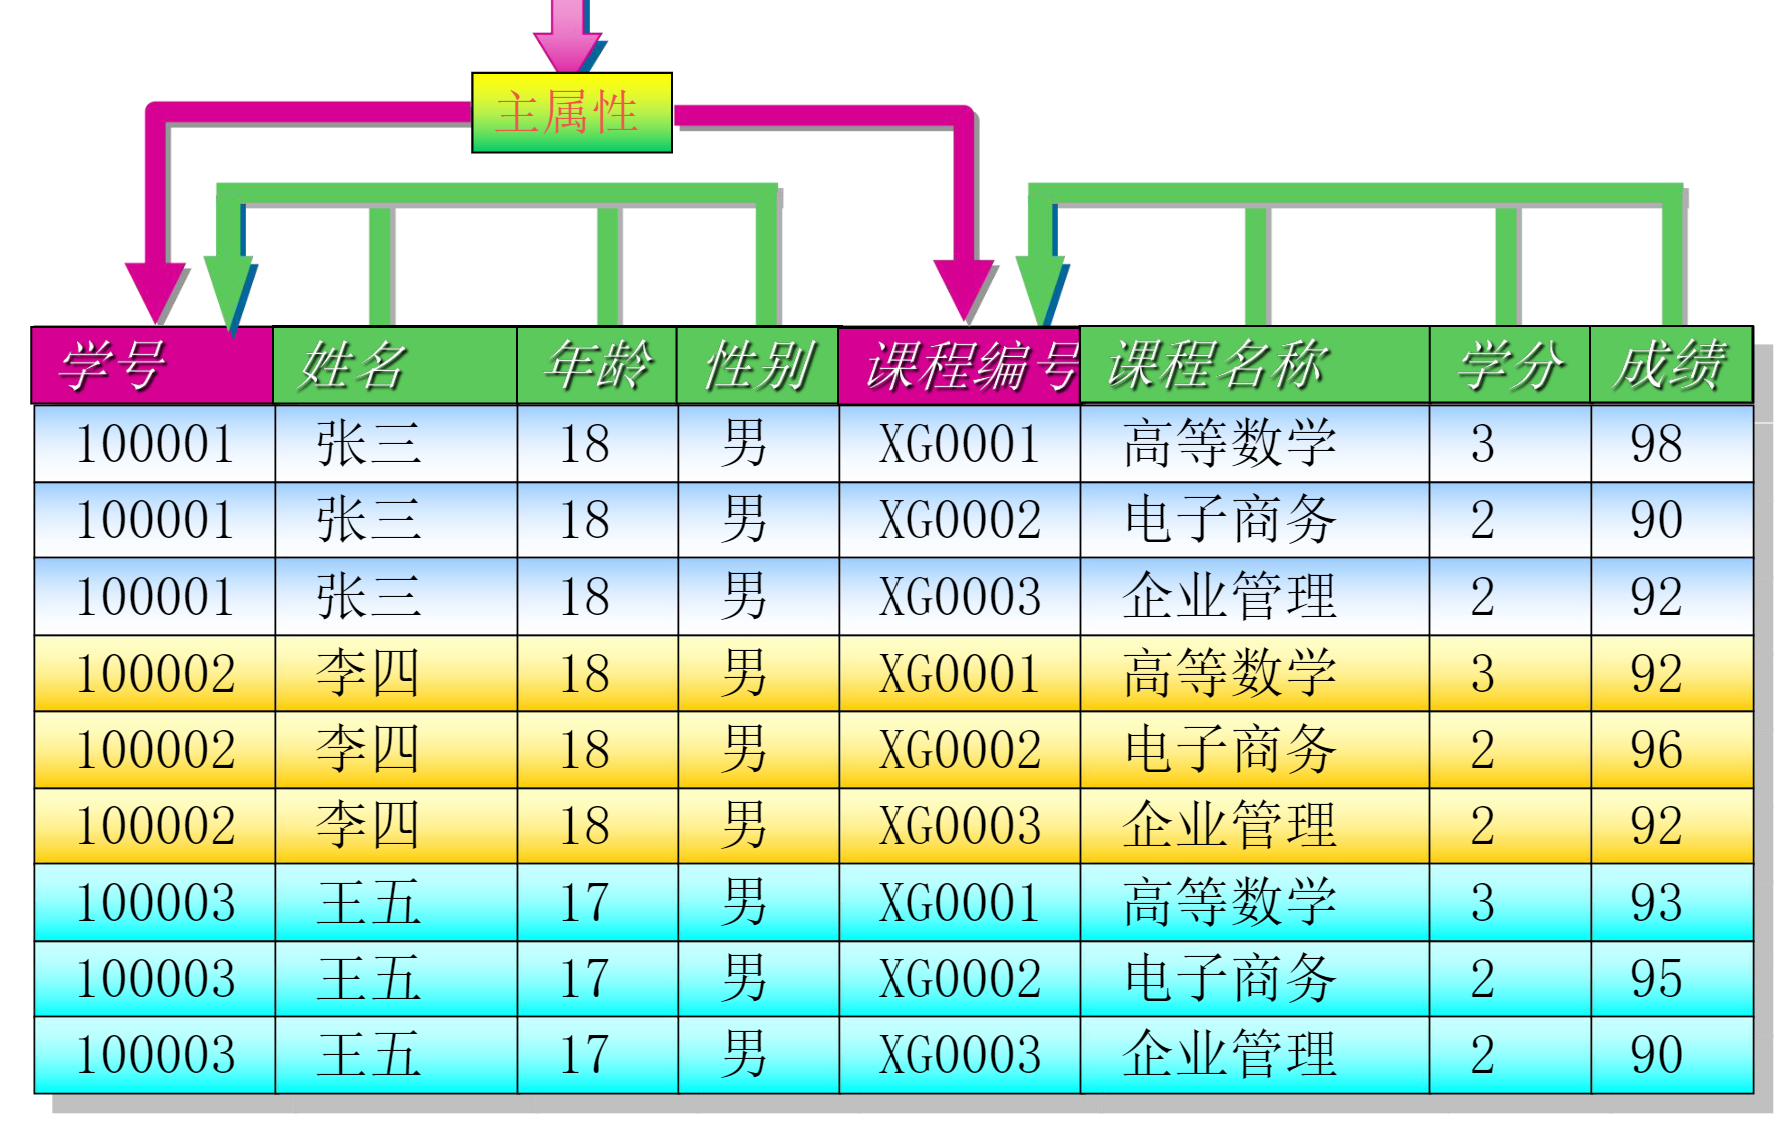 主属性
学号 姓名 年龄 性别 课程编号 课程名称 学分 成绩
100001 张三 18 男 XG0001 高等数学 3 98
100001 张三 18 男 XG0002 电子商务 2 90
100001 张三 18 男 XG0003 企业管理 2 92
100002 李四 18 男 XG0001 高等数学 3 92
100002 李四 18 男 XG0002 电子商务 2 96
100002 李四 18 男 XG0003 企业管理 2 92
100003 王五 17 男 XG0001 高等数学 3 93
100003 王五 17 男 XG0002 电子商务 2 95
100003 王五 17 男 XG0003 企业管理 2 90